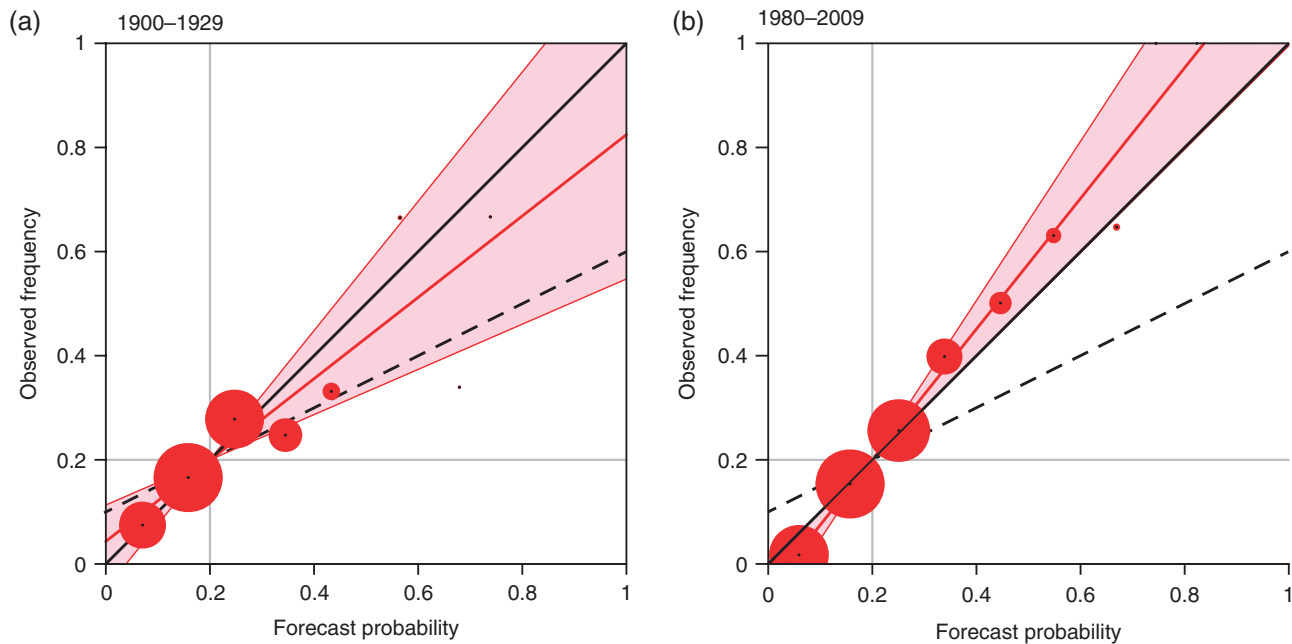 (a) 1900–1929
1
0.8
0.6
0.4
0.2
0
0 0.2 0.4 0.6 0.8 1
Observed frequency
Forecast probability
(b) 1980–2009
1
0.8
0.6
0.4
0.2
0
0 0.2 0.4 0.6 0.8 1
Observed frequency
Forecast probability